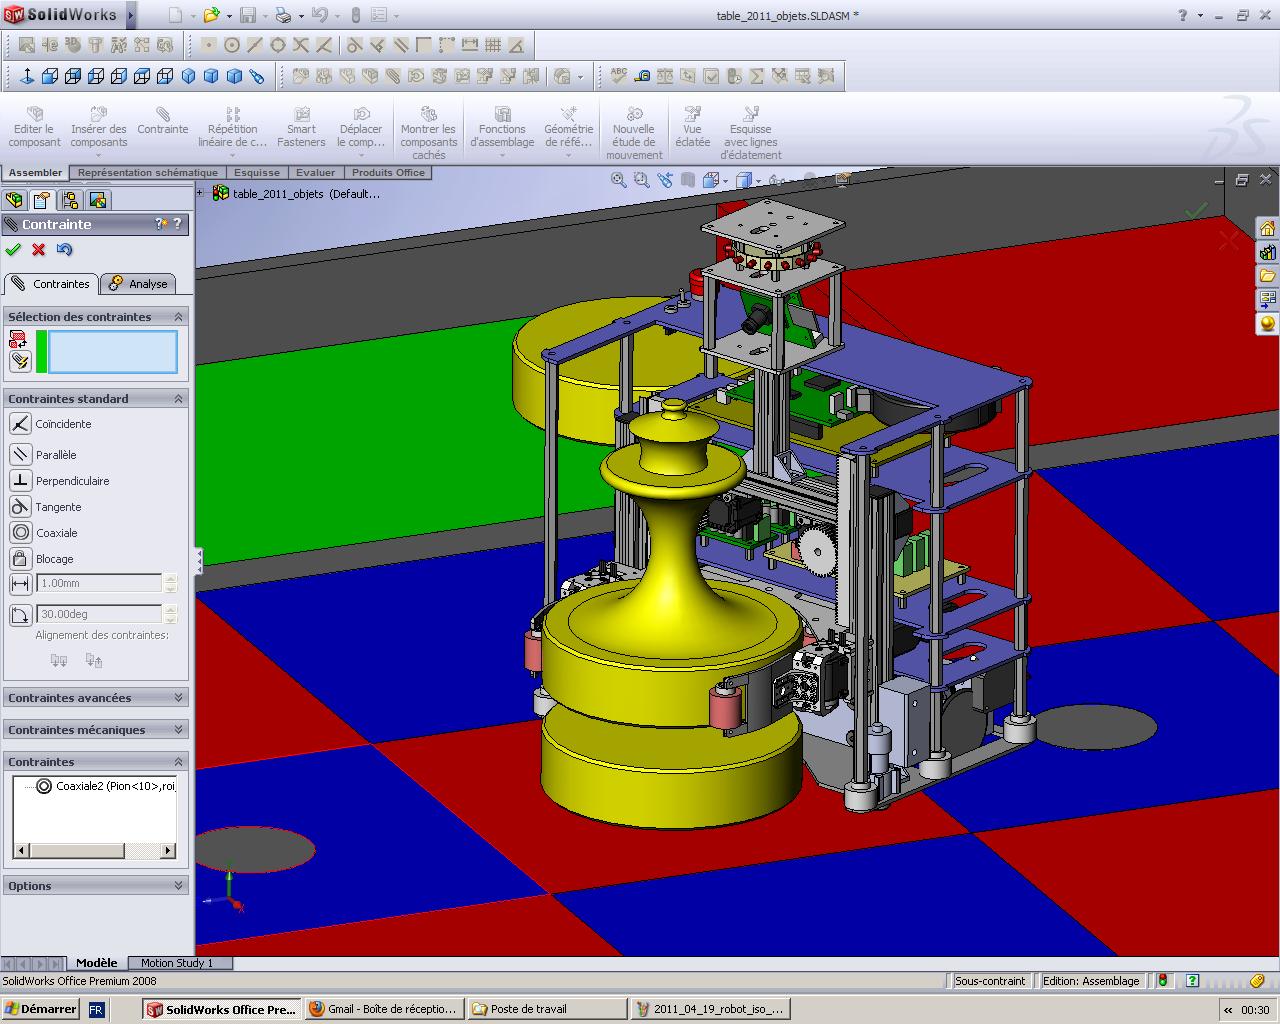 SolidWorks
table_2011_objets.SLDASM *
Editer le composant
Insérer des composants
Contrainte
Répétition linéaire de c...
Smart Fasteners
Déplacer le comp...
Montrer les composants cachés
Fonctions d'assemblage
Géométrie de réfé...
Nouvelle étude de mouvement
Vue éclatée
Esquisse avec lignes d'éclatement
Assembler
Représentation schématique
Esquisse
Evaluer
Produits Office
table_2011_objets (Default...
Contrainte
Contraintes
Analyse
Sélection des contraintes
Contraintes standard
Coïncidente
Parallèle
Perpendiculaire
Tangente
Coaxiale
Blocage
1.00mm
30.00deg
Alignement des contraintes:
Contraintes avancées
Contraintes mécaniques
Contraintes
Coaxiale2 (Pion<10>,roi
Options
X
Modèle
Motion Study 1
SolidWorks Office Premium 2008
Sous-contraint
Edition: Assemblage
Démarrer
FR
SolidWorks Office Pre...
Gmail - Boîte de réceptio...
Poste de travail
2011_04_19_robot_iso_...
« 00:30